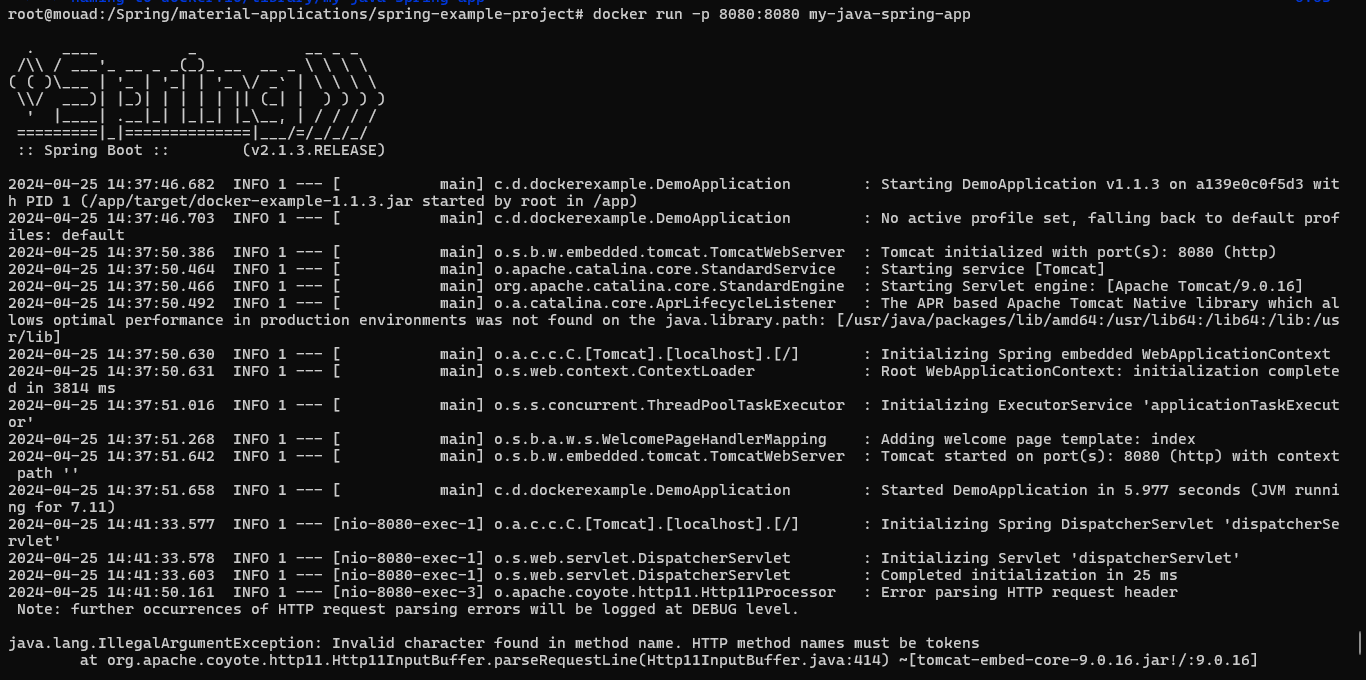 naming to docker.io/library/my-java-spring-app
root@mouad:/Spring/material-applications/spring-example-project# docker run -p 8080:8080 my-java-spring-app
  .   ____          _            __ _ _
 /\\ / ___'_ __ _ _(_)_ __  __ _ \ \ \ \
( ( )\___ | '_ | '_| | '_ \/ _` | \ \ \ \
 \\/  ___)| |_)| | | | | || (_| |  ) ) ) )
  '  |____| .__|_| |_|_| |_\__, | / / / /
 =========|_|==============|___/=/_/_/_/
 :: Spring Boot ::        (v2.1.3.RELEASE)
2024-04-25 14:37:46.682  INFO 1 --- [           main] c.d.dockerexample.DemoApplication        : Starting DemoApplication v1.1.3 on a139e0c0f5d3 wit
h PID 1 (/app/target/docker-example-1.1.3.jar started by root in /app)
2024-04-25 14:37:46.703  INFO 1 --- [           main] c.d.dockerexample.DemoApplication        : No active profile set, falling back to default prof
iles: default
2024-04-25 14:37:50.386  INFO 1 --- [           main] o.s.b.w.embedded.tomcat.TomcatWebServer  : Tomcat initialized with port(s): 8080 (http)
2024-04-25 14:37:50.464  INFO 1 --- [           main] o.apache.catalina.core.StandardService   : Starting service [Tomcat]
2024-04-25 14:37:50.466  INFO 1 --- [           main] org.apache.catalina.core.StandardEngine  : Starting Servlet engine: [Apache Tomcat/9.0.16]
2024-04-25 14:37:50.492  INFO 1 --- [           main] o.a.catalina.core.AprLifecycleListener   : The APR based Apache Tomcat Native library which al
lows optimal performance in production environments was not found on the java.library.path: [/usr/java/packages/lib/amd64:/usr/lib64:/lib64:/lib:/us
r/lib]
2024-04-25 14:37:50.630  INFO 1 --- [           main] o.a.c.c.C.[Tomcat].[localhost].[/]       : Initializing Spring embedded WebApplicationContext
2024-04-25 14:37:50.631  INFO 1 --- [           main] o.s.web.context.ContextLoader            : Root WebApplicationContext: initialization complete
d in 3814 ms
2024-04-25 14:37:51.016  INFO 1 --- [           main] o.s.s.concurrent.ThreadPoolTaskExecutor  : Initializing ExecutorService 'applicationTaskExecut
or'
2024-04-25 14:37:51.268  INFO 1 --- [           main] o.s.b.a.w.s.WelcomePageHandlerMapping    : Adding welcome page template: index
2024-04-25 14:37:51.642  INFO 1 --- [           main] o.s.b.w.embedded.tomcat.TomcatWebServer  : Tomcat started on port(s): 8080 (http) with context
 path ''
2024-04-25 14:37:51.658  INFO 1 --- [           main] c.d.dockerexample.DemoApplication        : Started DemoApplication in 5.977 seconds (JVM runni
ng for 7.11)
2024-04-25 14:41:33.577  INFO 1 --- [nio-8080-exec-1] o.a.c.c.C.[Tomcat].[localhost].[/]       : Initializing Spring DispatcherServlet 'dispatcherSe
rvlet'
2024-04-25 14:41:33.578  INFO 1 --- [nio-8080-exec-1] o.s.web.servlet.DispatcherServlet        : Initializing Servlet 'dispatcherServlet'
2024-04-25 14:41:33.603  INFO 1 --- [nio-8080-exec-1] o.s.web.servlet.DispatcherServlet        : Completed initialization in 25 ms
2024-04-25 14:41:50.161  INFO 1 --- [nio-8080-exec-3] o.apache.coyote.http11.Http11Processor   : Error parsing HTTP request header
 Note: further occurrences of HTTP request parsing errors will be logged at DEBUG level.
java.lang.IllegalArgumentException: Invalid character found in method name. HTTP method names must be tokens
        at org.apache.coyote.http11.Http11InputBuffer.parseRequestLine(Http11InputBuffer.java:414) ~[tomcat-embed-core-9.0.16.jar!/:9.0.16]